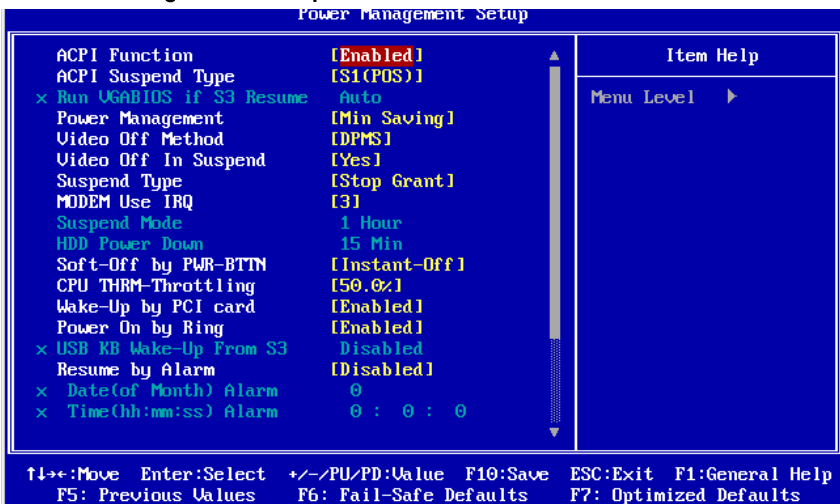 Power Management Setup
ACPI Function [Enabled] Item Help
ACPI Suspend Type [S1(POS)]
x Run VGABIOS if S3 Resume Auto Menu Level
Power Management [Min Saving]
Video Off Method [DPMS]
Video Off In Suspend [Yes]
Suspend Type [Stop Grant]
MODEM Use IRQ [3]
Suspend Mode 1 Hour
HDD Power Down 15 Min
Soft-Off by PWR-BTTN [Instant-Off]
CPU THRM-Throttling [50.0%]
Wake-Up by PCI card [Enabled]
Power On by Ring [Enabled]
x USB KB Wake-Up From S3 Disabled
Resume by Alarm [Disabled]
x Date(of Month) Alarm 0
x Time(hh:mm:ss) Alarm 0 : 0 : 0
↑↓→←:Move Enter:Select +/-/PU/PD:Value F10:Save ESC:Exit F1:General Help
F5: Previous Values F6: Fail-Safe Defaults F7: Optimized Defaults